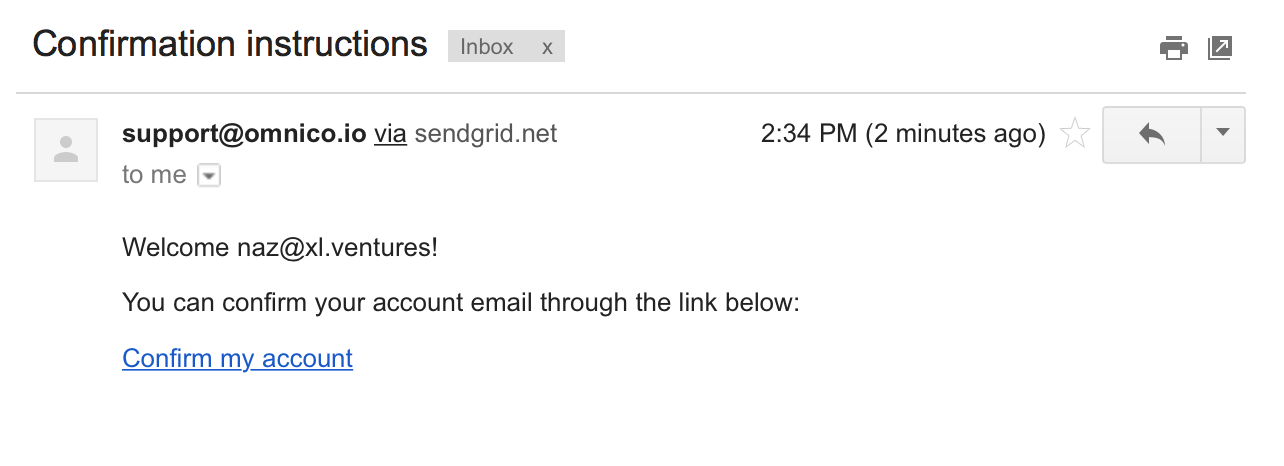 Confirmation instructions Inbox x
support@omnico.io via sendgrid.net 2:34 PM (2 minutes ago)
to me
Welcome naz@xl.ventures!
You can confirm your account email through the link below:
Confirm my account